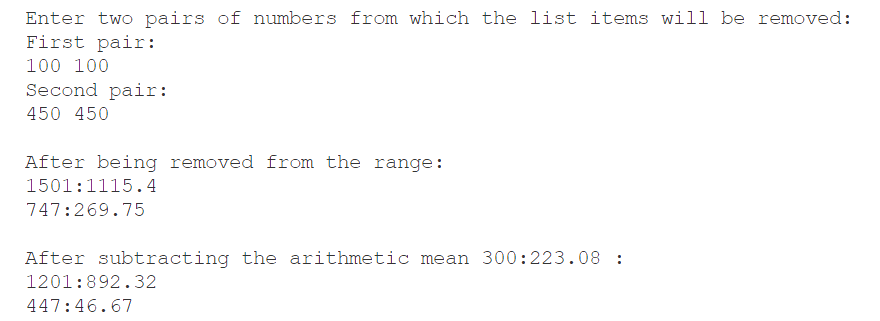 Enter two pairs of numbers from which the list items will be removed:
First pair:
100 100
Second pair:
450 450
After being removed from the range:
1501:1115.4
747:269.75
After subtracting the arithmetic mean 300:223.08 :
1201:892.32
447:46.67